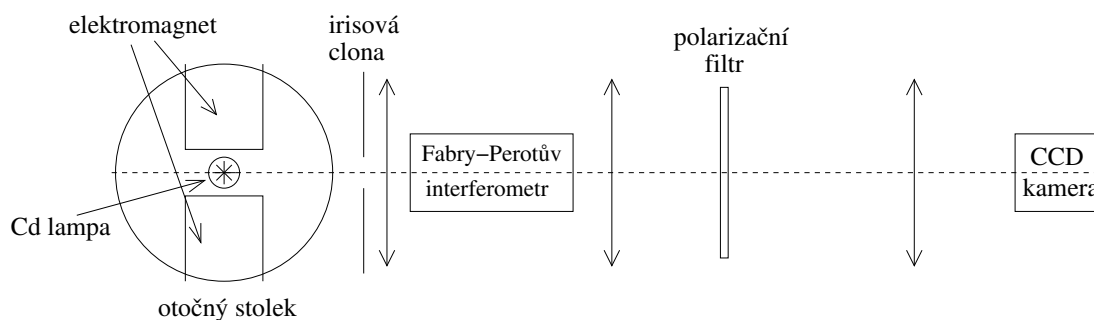 elektromagnet
irisová
clona
polarizační
filtr
Fabry−Perotův
interferometr
CCD
kamera
Cd lampa
otočný stolek